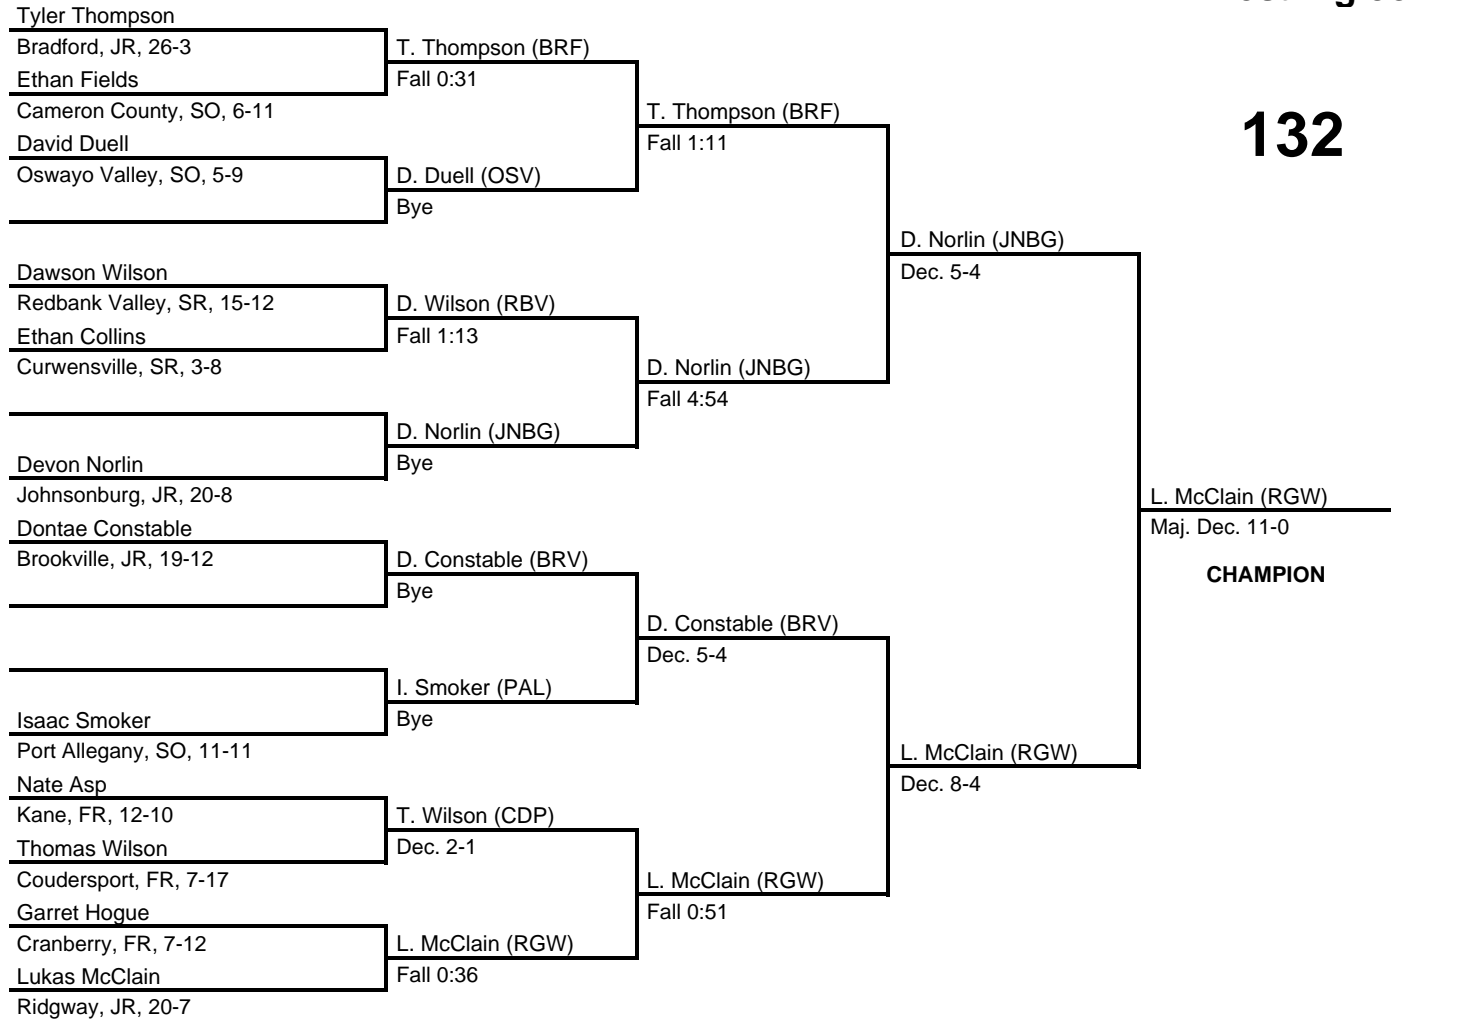 Tyler Thompson
Bradford, JR, 26-3
Ethan Fields
Cameron County, SO, 6-11
David Duell
Oswayo Valley, SO, 5-9
Dawson Wilson
Redbank Valley, SR, 15-12
Ethan Collins
Curwensville, SR, 3-8
Devon Norlin
Johnsonburg, JR, 20-8
Dontae Constable
Brookville, JR, 19-12
Isaac Smoker
Port Allegany, SO, 11-11
Nate Asp
Kane, FR, 12-10
Thomas Wilson
Coudersport, FR, 7-17
Garret Hogue
Cranberry, FR, 7-12
Lukas McClain
Ridgway, JR, 20-7
T. Thompson (BRF)
Fall 0:31
D. Duell (OSV)
Bye
D. Wilson (RBV)
Fall 1:13
D. Norlin (JNBG)
Bye
D. Constable (BRV)
Bye
I. Smoker (PAL)
Bye
T. Wilson (CDP)
Dec. 2-1
L. McClain (RGW)
Fall 0:36
T. Thompson (BRF)
Fall 1:11
D. Norlin (JNBG)
Fall 4:54
D. Constable (BRV)
Dec. 5-4
L. McClain (RGW)
Fall 0:51
D. Norlin (JNBG)
Dec. 5-4
L. McClain (RGW)
Dec. 8-4
L. McClain (RGW)
Maj. Dec. 11-0
CHAMPION
132